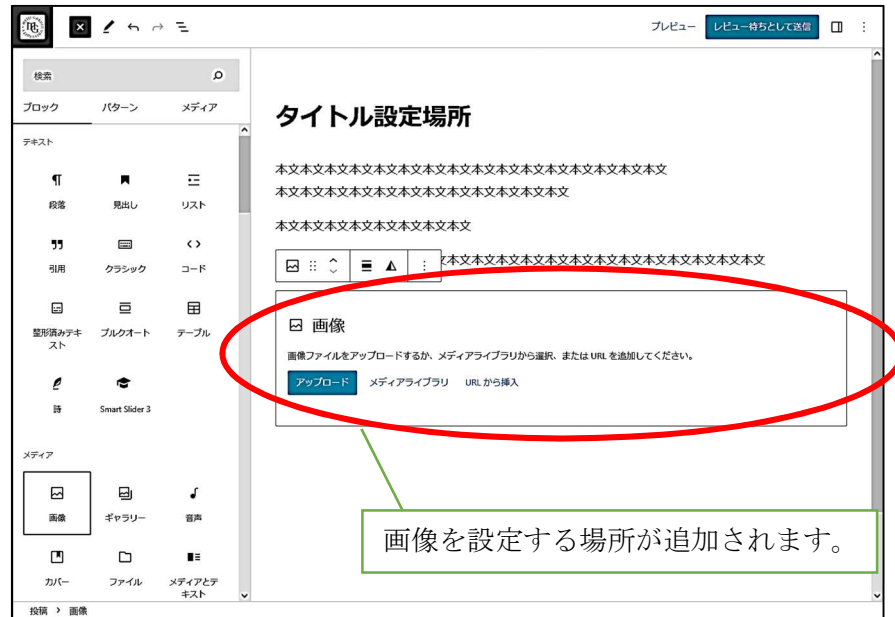 プレビュー
レビュー待ちとして送信
検索
ブロック
パターン
メディア
テキスト
段落
見出し
リスト
引用
クラシック
コード
整形済みテキ
スト
プルクオート
テーブル
詩
Smart Slider 3
メディア
画像
ギャラリー
音声
カバー
ファイル
メディアとテ
キスト
投稿 › 画像
タイトル設定場所
本文本文本文本文本文本文本文本文本文本文本文本文本文本文本文本文
本文本文本文本文本文本文本文本文本文本文本文本文
本文本文本文本文本文本文本文本文
文本文本文本文本文本文本文本文本文本文本文本文本文本文
画像
画像ファイルをアップロードするか、メディアライブラリから選択、または URL を追加してください。
アップロード
メディアライブラリ
URL から挿入
画像を設定する場所が追加されます。